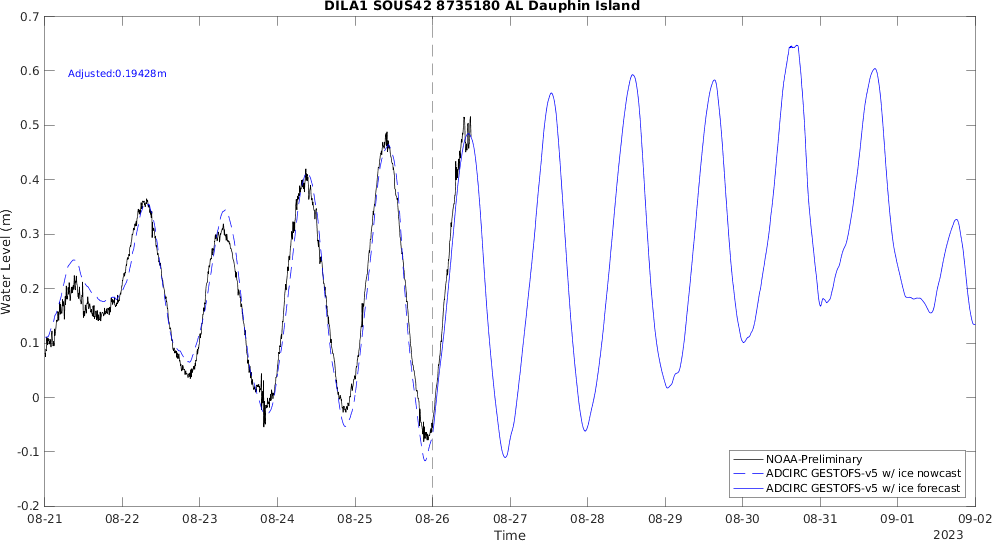 DILA1 SOUS42 8735180 AL Dauphin Island
Adjusted:0.19428m
Water Level (m)
0.7
0.6
0.5
0.4
0.3
0.2
0.1
0
-0.1
-0.2
NOAA-Preliminary
ADCIRC GESTOFS-v5 w/ ice nowcast
ADCIRC GESTOFS-v5 w/ ice forecast
08-21 08-22 08-23 08-24 08-25 08-26 08-27 08-28 08-29 08-30 08-31 09-01 09-02
Time
2023